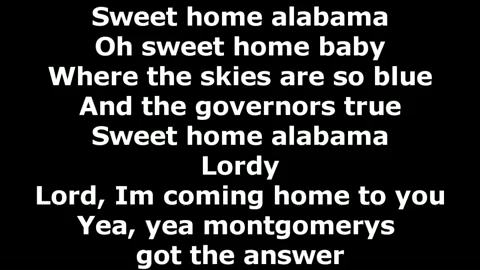 Sweet home alabama
Oh sweet home baby
Where the skies are so blue
And the governors true
Sweet home alabama
Lordy
Lord, Im coming home to you
Yea, yea montgomerys
got the answer